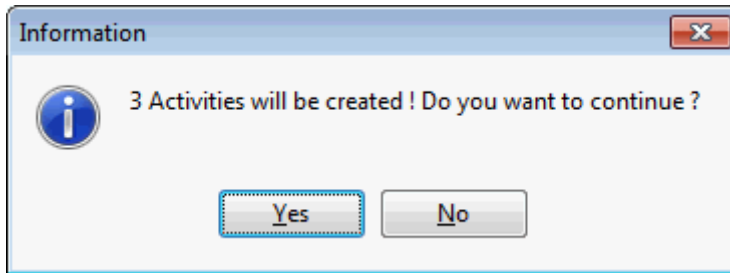 Information
3 Activities will be created ! Do you want to continue ?
Yes
No